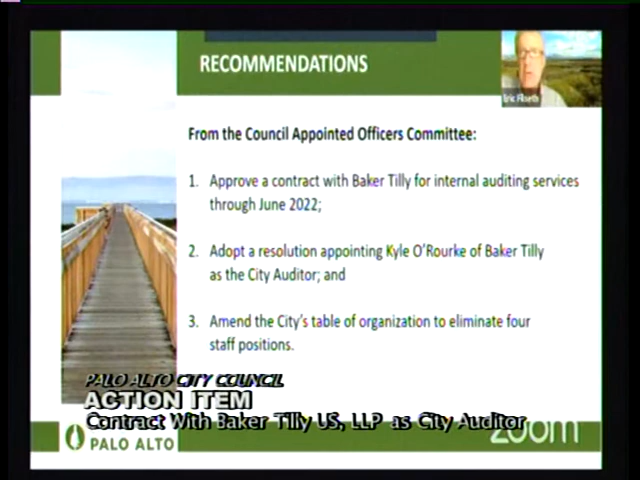 RECOMMENDATIONS
Eric Filseth
From the Council Appointed Officers Committee:
1. Approve a contract with Baker Tilly for internal auditing services
through June 2022;
2. Adopt a resolution appointing Kyle O'Rourke of Baker Tilly
as the City Auditor; and
3. Amend the City's table of organization to eliminate four
staff positions.
PALO ALTO CITY COUNCIL
ACTION ITEM
Contract With Baker Tilly US, LLP as City Auditor
zoom
PALO ALTO